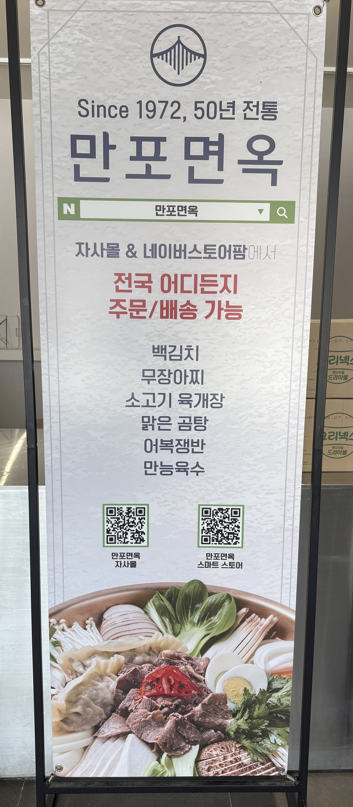 Since 1972, 50년 전통
만포면옥
N 만포면옥
자사몰 & 네이버스토어팜에서
전국 어디든지
주문/배송 가능
백김치
무장아찌
소고기 육개장
맑은 곰탕
어복쟁반
만능육수
만포면옥
자사몰
만포면옥
스마트 스토어